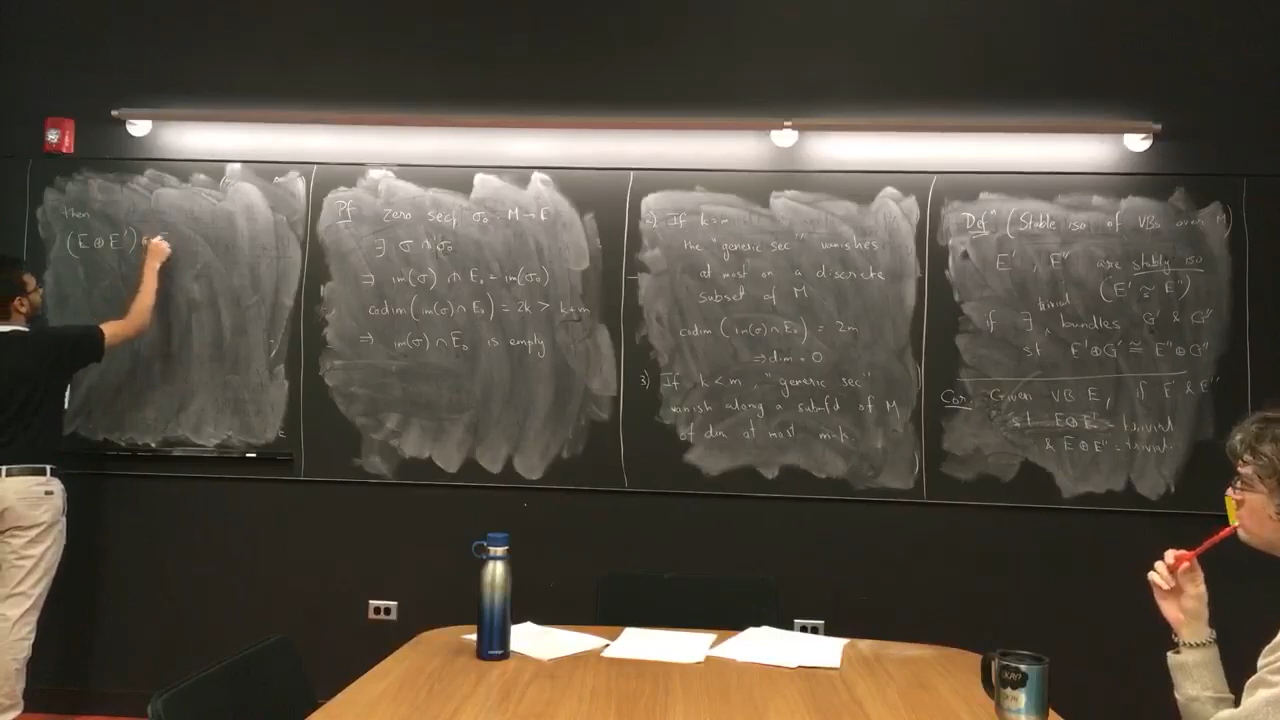 then
(E ⊕ E')
Pf Zero sec σ₀ : M → E
∃ σ ⋔ σ₀
⇒ im(σ) ⋔ E₀ = im(σ₀)
codim(im(σ) ∩ E₀) = 2k > k+m
⇒ im(σ) ∩ E₀ is empty
2) If k = m
the "generic sec" vanishes
at most on a discrete
subset of M
codim(im(σ) ∩ E₀) = 2m
⇒ dim = 0
3) If k < m, "generic sec"
vanish along a submfd of M
of dim at most m-k.
Defⁿ (Stable iso of VBs over M)
E', E'' are stably iso
(E' ≅ E'')
if ∃ trivial bundles G' & G''
st E'⊕G' ≅ E''⊕G''
Cor. Given VB E, if E' & E''
st E⊕E' = trivial
& E⊕E'' = trivial